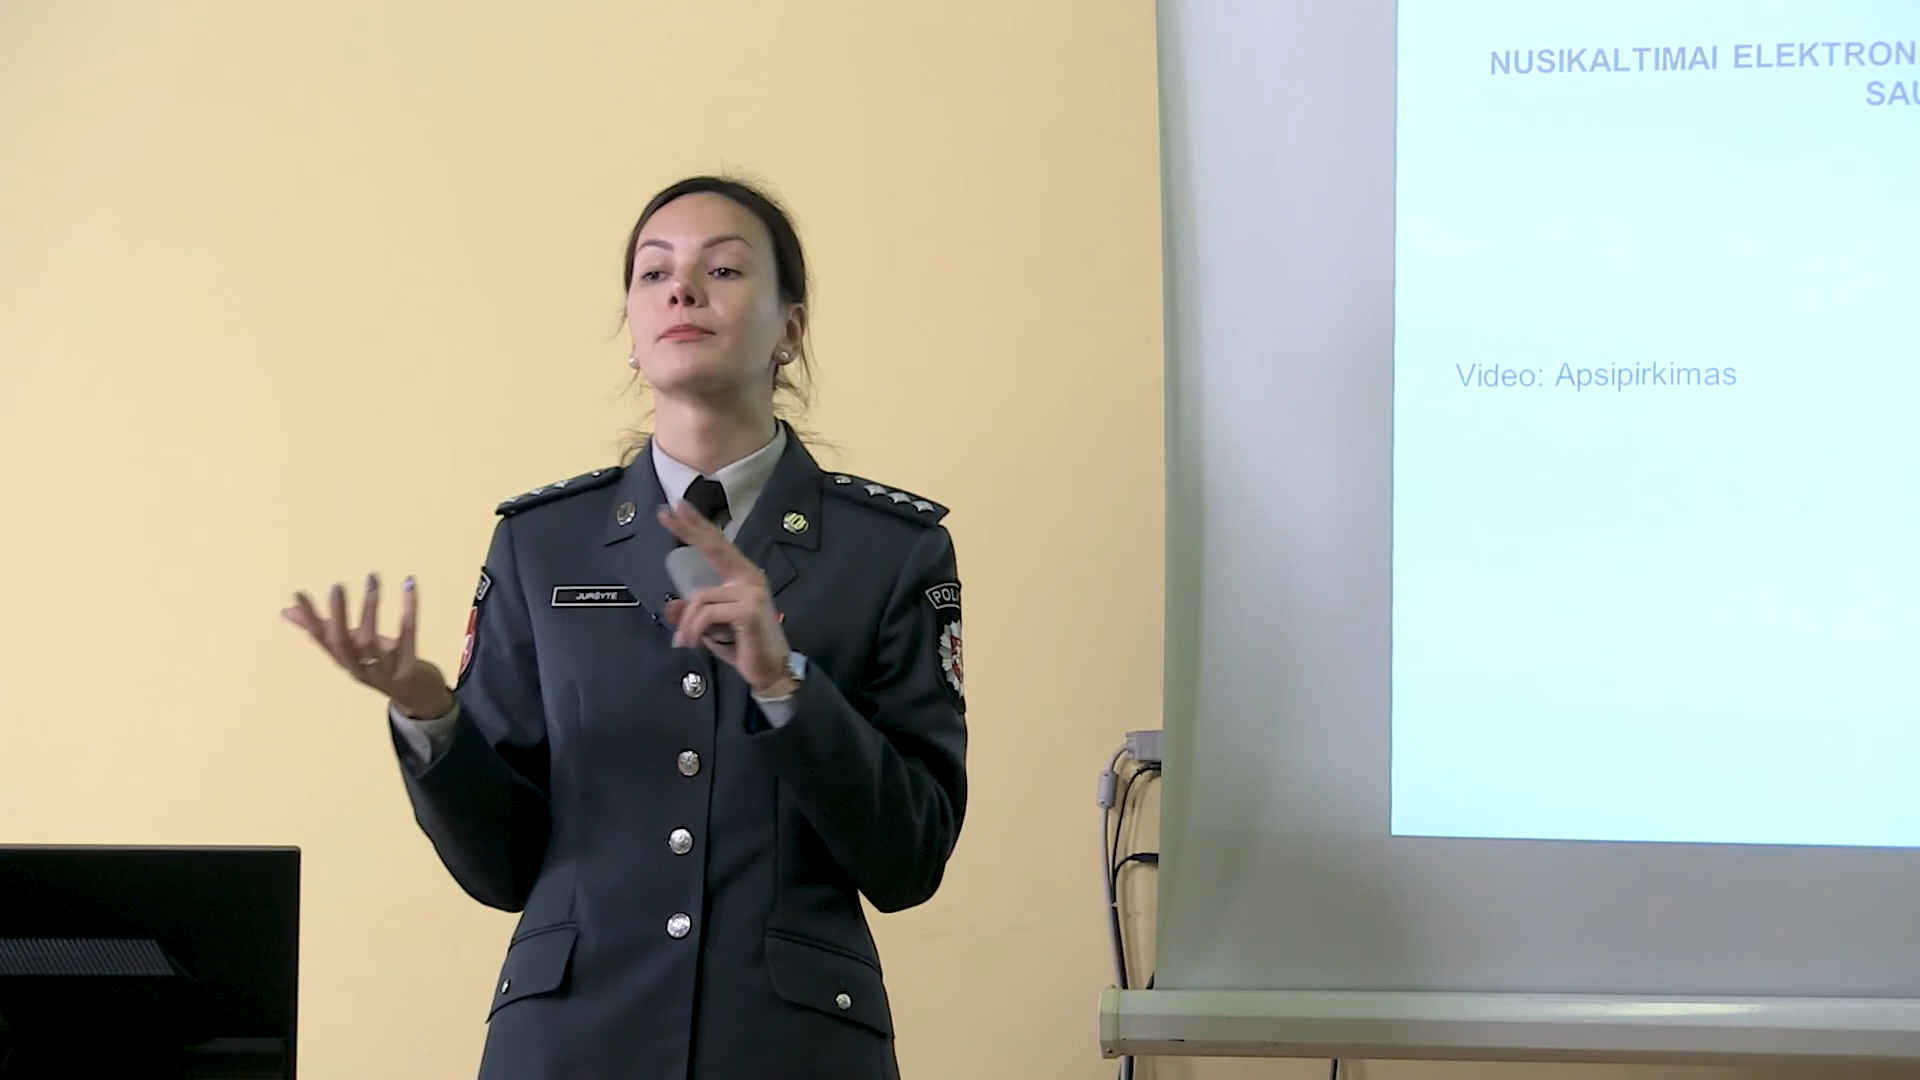 NUSIKALTIMAI ELEKTRON
SAU
Video: Apsipirkimas
JURŠYTĖ
POLI